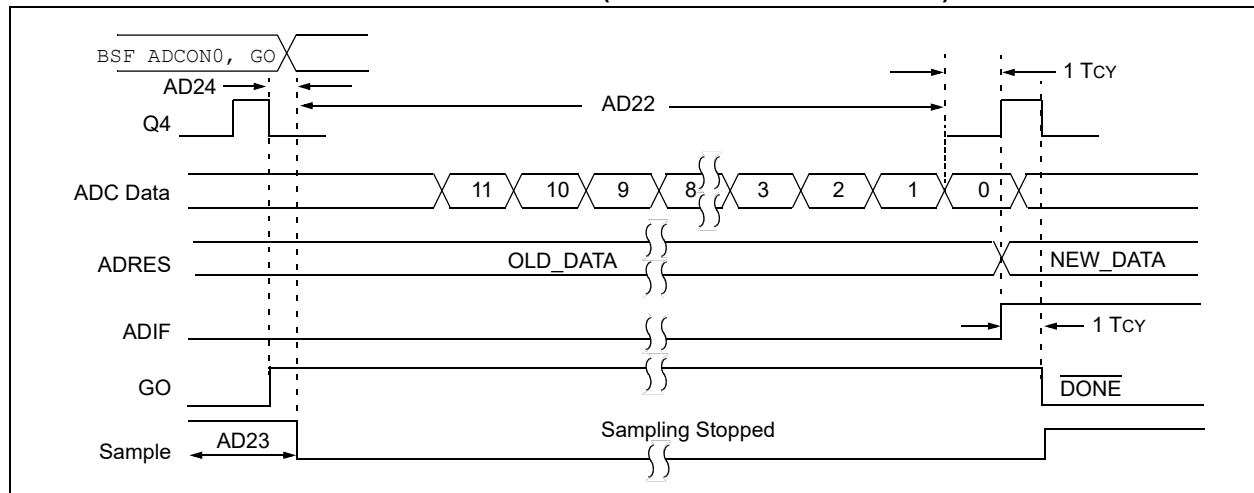 BSF ADCON0, GO
AD24
1 TCY
AD22
Q4
ADC Data
11 10 9 8 3 2 1 0
ADRES
OLD_DATA
NEW_DATA
ADIF
1 TCY
GO
DONE
Sampling Stopped
AD23
Sample